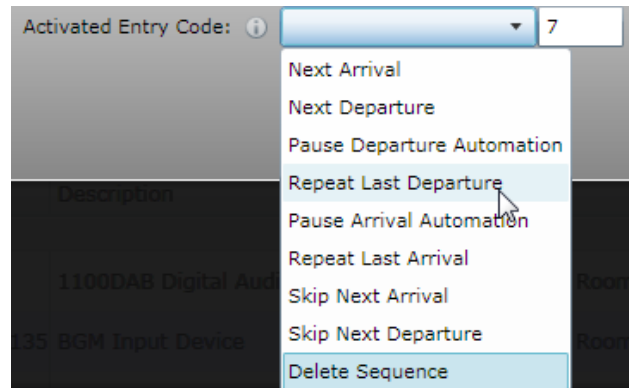 Activated Entry Code: 7
Next Arrival
Next Departure
Pause Departure Automation
Repeat Last Departure
Description
Pause Arrival Automation
Repeat Last Arrival
1100DAB Digital Audi Room
Skip Next Arrival
Skip Next Departure
135 BGM Input Device Room
Delete Sequence